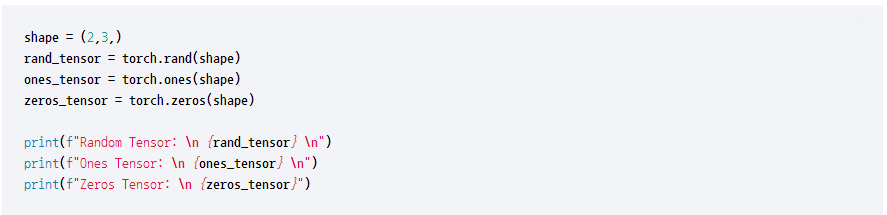 shape = (2,3,)
rand_tensor = torch.rand(shape)
ones_tensor = torch.ones(shape)
zeros_tensor = torch.zeros(shape)
print(f"Random Tensor: \n {rand_tensor} \n")
print(f"Ones Tensor: \n {ones_tensor} \n")
print(f"Zeros Tensor: \n {zeros_tensor}")